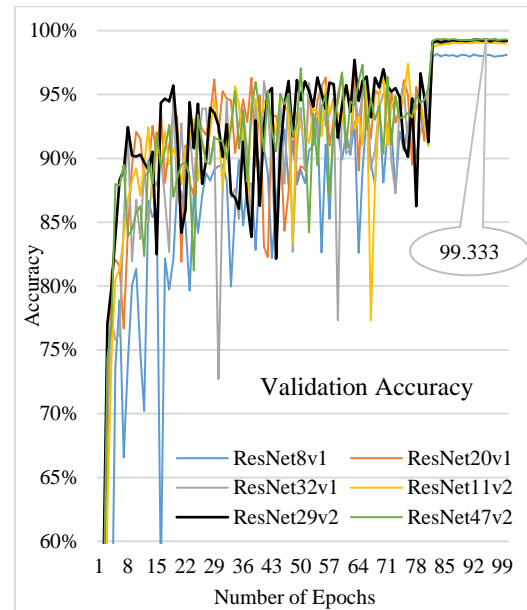 100%
95%
90%
85%
80%
75%
70%
65%
60%
Accuracy
99.333
Validation Accuracy
ResNet8v1 ResNet20v1
ResNet32v1 ResNet11v2
ResNet29v2 ResNet47v2
1 8 15 22 29 36 43 50 57 64 71 78 85 92 99
Number of Epochs